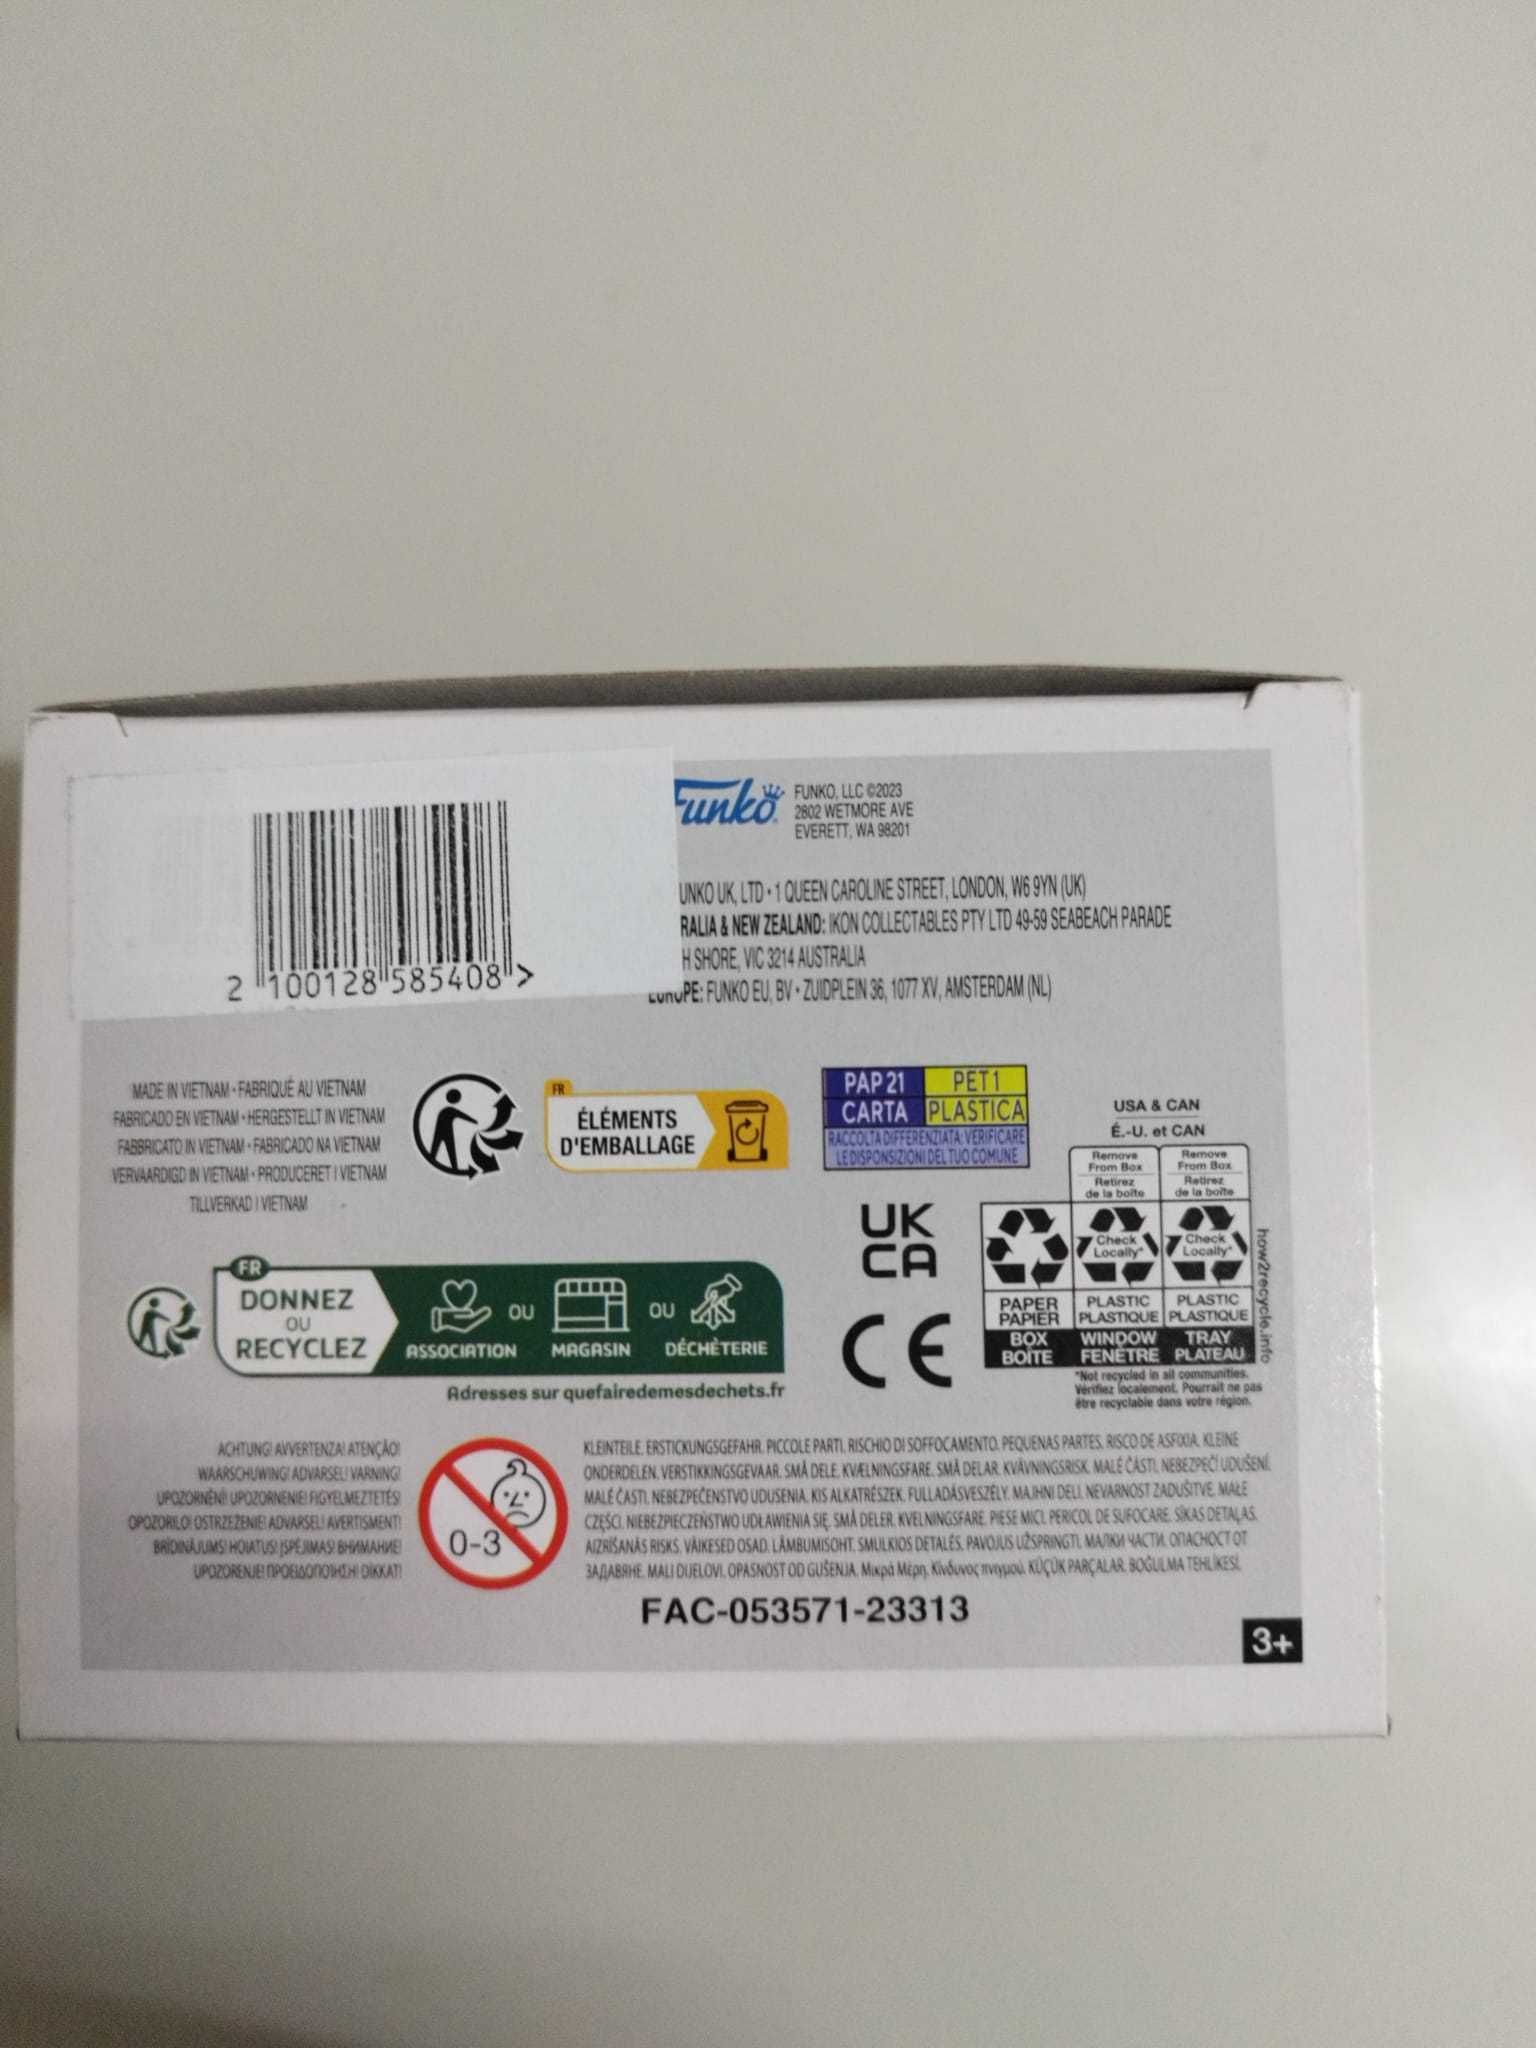 2 100128 585408 >
Funko
FUNKO, LLC ©2023
2802 WETMORE AVE
EVERETT, WA 98201
UNKO UK, LTD • 1 QUEEN CAROLINE STREET, LONDON, W6 9YN (UK)
RALIA & NEW ZEALAND: IKON COLLECTABLES PTY LTD 49-59 SEABEACH PARADE
H SHORE, VIC 3214 AUSTRALIA
EUROPE: FUNKO EU, BV • ZUIDPLEIN 36, 1077 XV, AMSTERDAM (NL)
MADE IN VIETNAM • FABRIQUÉ AU VIETNAM
FABRICADO EN VIETNAM • HERGESTELLT IN VIETNAM
FABBRICATO IN VIETNAM • FABRICADO NA VIETNAM
VERVAARDIGD IN VIETNAM • PRODUCERET I VIETNAM
TILLVERKAD I VIETNAM
FR
ÉLÉMENTS
D'EMBALLAGE
PAP 21
CARTA
PET 1
PLASTICA
RACCOLTA DIFFERENZIATA: VERIFICARE
LE DISPONSIZIONI DEL TUO COMUNE
USA & CAN
É.-U. et CAN
Remove
From Box
Retirez
de la boîte
Remove
From Box
Retirez
de la boîte
Check
Locally*
Check
Locally*
PAPER
PAPIER
BOX
BOÎTE
PLASTIC
PLASTIQUE
WINDOW
FENÊTRE
PLASTIC
PLASTIQUE
TRAY
PLATEAU
how2recycle.info
*Not recycled in all communities.
Vérifiez localement. Pourrait ne pas
être recyclable dans votre région.
UK
CA
CE
FR
DONNEZ
OU
RECYCLEZ
ASSOCIATION
OU
MAGASIN
OU
DÉCHÈTERIE
Adresses sur quefairedemesdechets.fr
ACHTUNG! AVVERTENZA! ATENÇÃO!
WAARSCHUWING! ADVARSEL! VARNING!
UPOZORNĚNÍ! UPOZORNENIE! FIGYELMEZTETÉS!
OPOZORILO! OSTRZEŻENIE! ADVARSEL! AVERTISMENT!
BRĪDINĀJUMS! HOIATUS! ĮSPĖJIMAS! ВНИМАНИЕ!
UPOZORENJE! ΠΡΟΕΙΔΟΠΟΊΗΣΗ! DİKKAT!
0-3
KLEINTEILE. ERSTICKUNGSGEFAHR. PICCOLE PARTI. RISCHIO DI SOFFOCAMENTO. PEQUENAS PARTES. RISCO DE ASFIXIA. KLEINE
ONDERDELEN. VERSTIKKINGSGEVAAR. SMÅ DELE. KVÆLNINGSFARE. SMÅ DELAR. KVÄVNINGSRISK. MALÉ ČÁSTI. NEBEZPEČÍ UDUŠENÍ.
MALÉ ČASTI. NEBEZPEČENSTVO UDUSENIA. KIS ALKATRÉSZEK. FULLADÁSVESZÉLY. MAJHNI DELI. NEVARNOST ZADUŠITVE. MAŁE
CZĘŚCI. NIEBEZPIECZEŃSTWO UDŁAWIENIA SIĘ. SMÅ DELER. KVELNINGSFARE. PIESE MICI. PERICOL DE SUFOCARE. SĪKAS DETAĻAS.
AIZRĪŠANĀS RISKS. VÄIKESED OSAD. LÄMBUMISOHT. SMULKIOS DETALĖS. PAVOJUS UŽSPRINGTI. МАЛКИ ЧАСТИ. ОПАСНОСТ ОТ
ЗАДАВЯНЕ. MALI DIJELOVI. OPASNOST OD GUŠENJA. Μικρά Μέρη. Κίνδυνος πνιγμού. KÜÇÜK PARÇALAR. BOĞULMA TEHLİKESİ.
FAC-053571-23313
3+